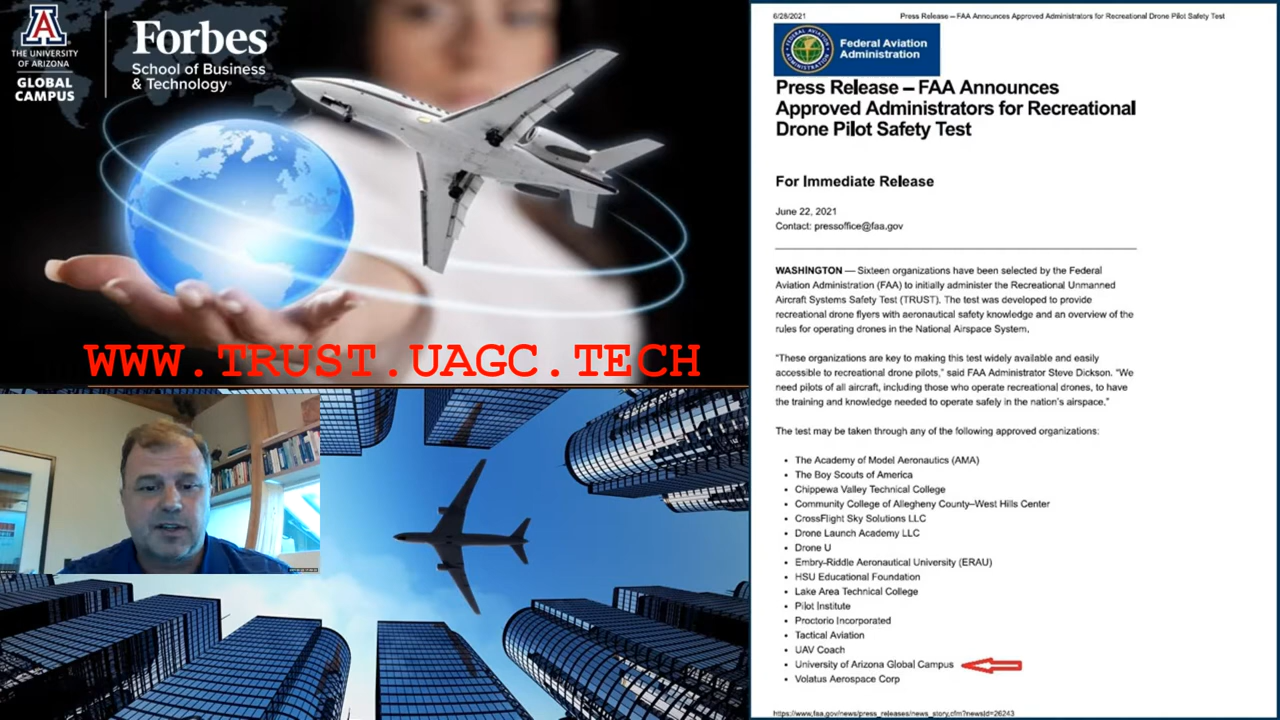 THE UNIVERSITY
OF ARIZONA
GLOBAL
CAMPUS
Forbes
School of Business
& Technology
WWW.TRUST.UAGC.TECH
6/28/2021
Press Release – FAA Announces Approved Administrators for Recreational Drone Pilot Safety Test
Federal Aviation
Administration
Press Release – FAA Announces
Approved Administrators for Recreational
Drone Pilot Safety Test
For Immediate Release
June 22, 2021
Contact: pressoffice@faa.gov
WASHINGTON — Sixteen organizations have been selected by the Federal
Aviation Administration (FAA) to initially administer the Recreational Unmanned
Aircraft Systems Safety Test (TRUST). The test was developed to provide
recreational drone flyers with aeronautical safety knowledge and an overview of the
rules for operating drones in the National Airspace System.
"These organizations are key to making this test widely available and easily
accessible to recreational drone pilots," said FAA Administrator Steve Dickson. "We
need pilots of all aircraft, including those who operate recreational drones, to have
the training and knowledge needed to operate safely in the nation's airspace."
The test may be taken through any of the following approved organizations:
• The Academy of Model Aeronautics (AMA)
• The Boy Scouts of America
• Chippewa Valley Technical College
• Community College of Allegheny County–West Hills Center
• CrossFlight Sky Solutions LLC
• Drone Launch Academy LLC
• Drone U
• Embry-Riddle Aeronautical University (ERAU)
• HSU Educational Foundation
• Lake Area Technical College
• Pilot Institute
• Proctorio Incorporated
• Tactical Aviation
• UAV Coach
• University of Arizona Global Campus
• Volatus Aerospace Corp
https://www.faa.gov/news/press_releases/news_story.cfm?newsId=26243